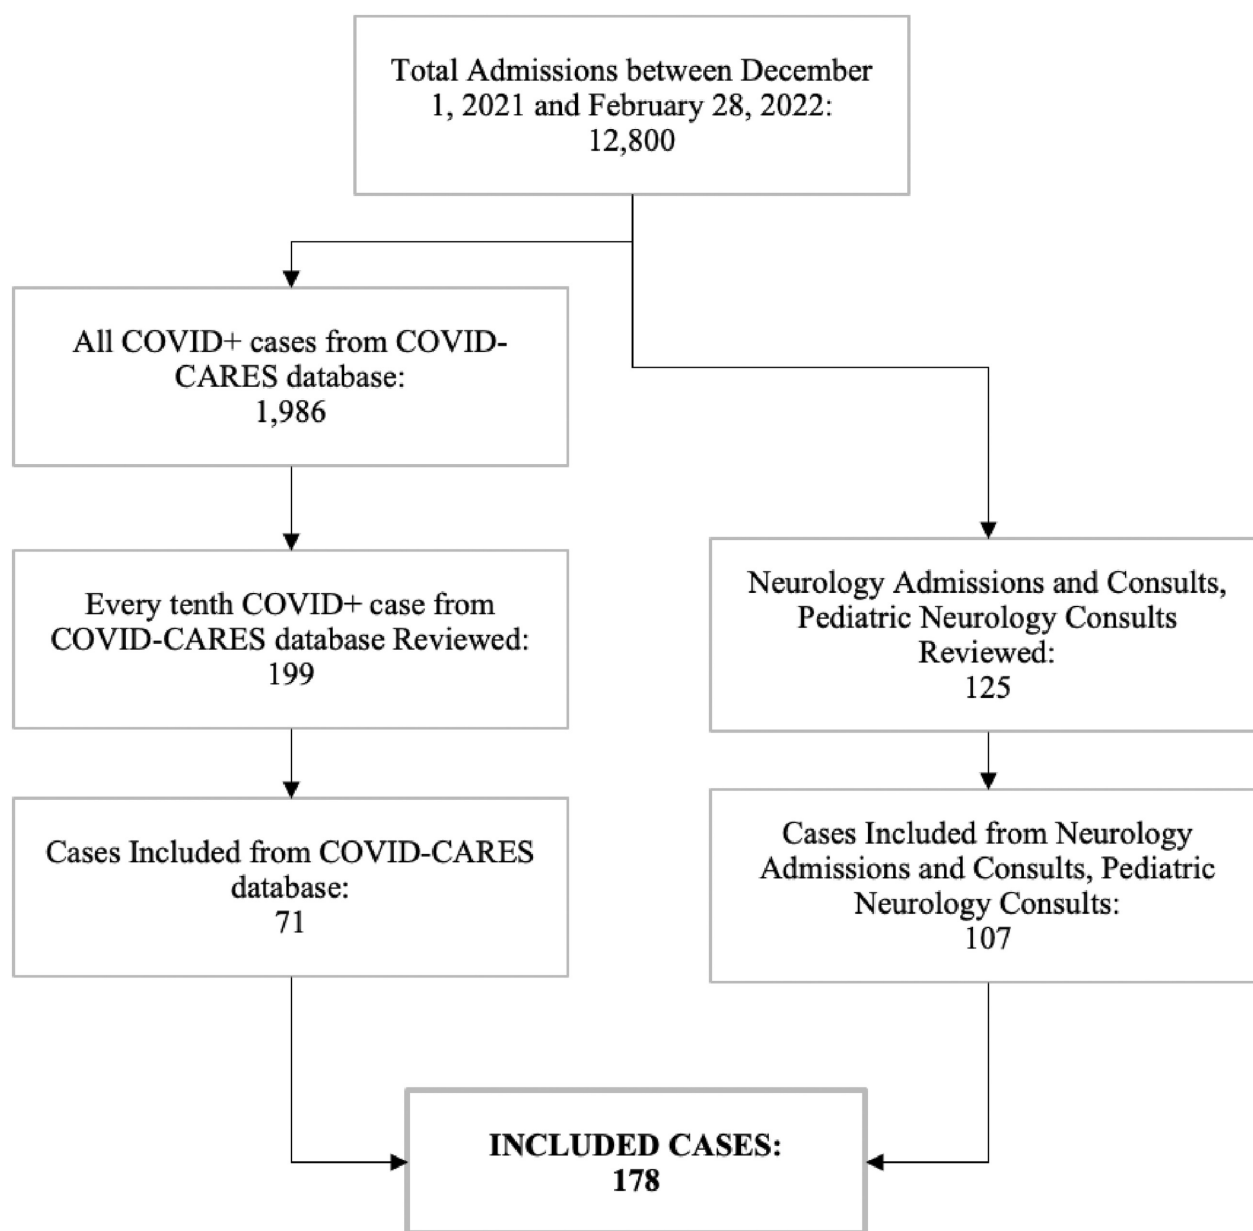 Total Admissions between December
1, 2021 and February 28, 2022:
12,800
All COVID+ cases from COVID-
CARES database:
1,986
Every tenth COVID+ case from
COVID-CARES database Reviewed:
199
Cases Included from COVID-CARES
database:
71
Neurology Admissions and Consults,
Pediatric Neurology Consults
Reviewed:
125
Cases Included from Neurology
Admissions and Consults, Pediatric
Neurology Consults:
107
INCLUDED CASES:
178